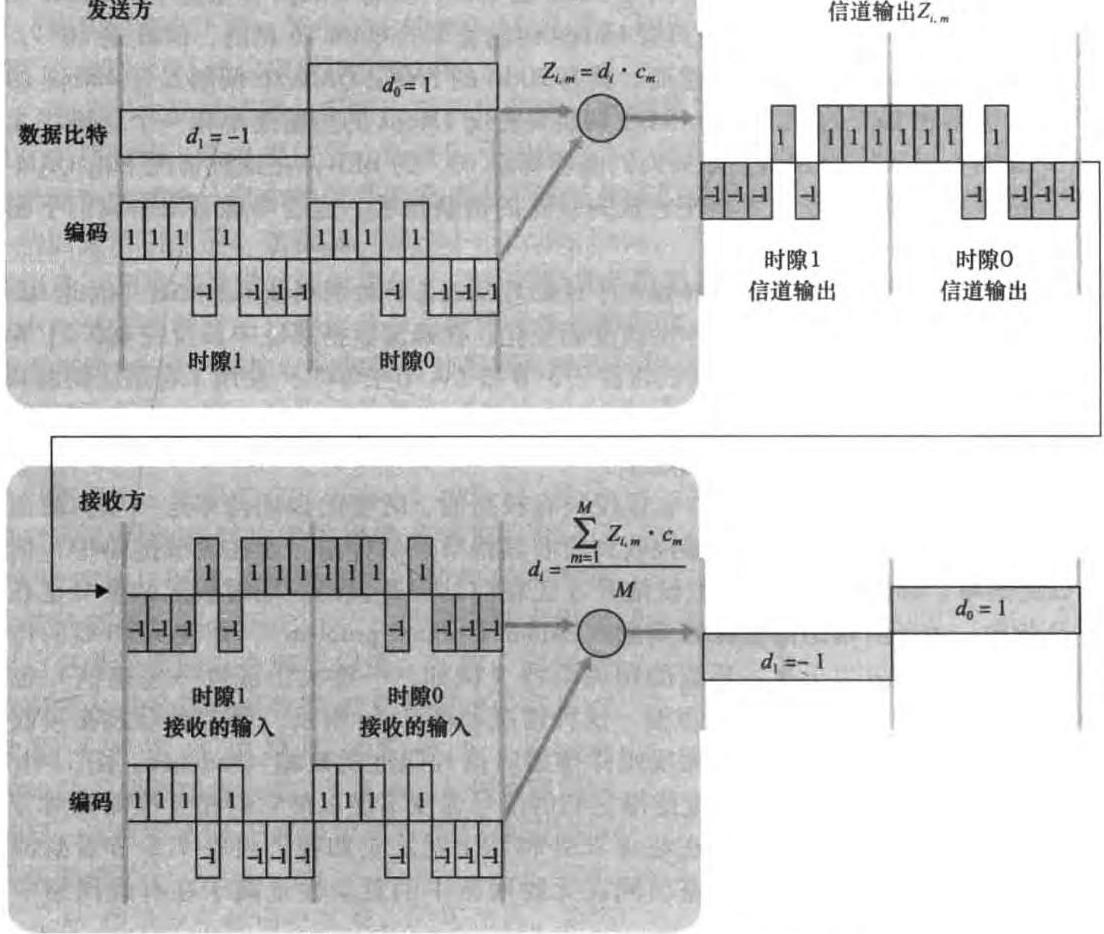 发送方
信道输出Z_{i,m}
Z_{i,m}=d_i·c_m
d_0=1
数据比特
d_1=-1
1 1 1 1 1 1 1 1
编码
1 1 1 1 1 1 1 1
-1 -1 -1 -1 -1 -1 -1 -1
-1 -1 -1 -1 -1 -1 -1 -1
时隙1 时隙0
时隙1 时隙0
信道输出 信道输出
接收方
d_i=\frac{\sum_{m=1}^{M} Z_{i,m}·c_m}{M}
1 1 1 1 1 1 1 1
-1 -1 -1 -1 -1 -1 -1 -1
d_0=1
d_1=-1
时隙1 时隙0
接收的输入 接收的输入
编码
1 1 1 1 1 1 1 1
-1 -1 -1 -1 -1 -1 -1 -1